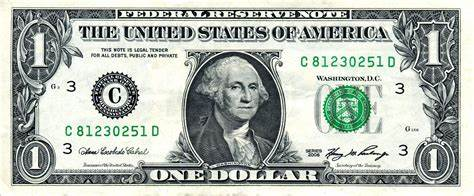 FEDERAL RESERVE NOTE
THE UNITED STATES OF AMERICA
1 1
THIS NOTE IS LEGAL TENDER
FOR ALL DEBTS, PUBLIC AND PRIVATE
C 81230251 D
WASHINGTON, D.C.
3 3
C
ONE
C 81230251 D
3 3
SERIES
2006
1 1
ONE DOLLAR